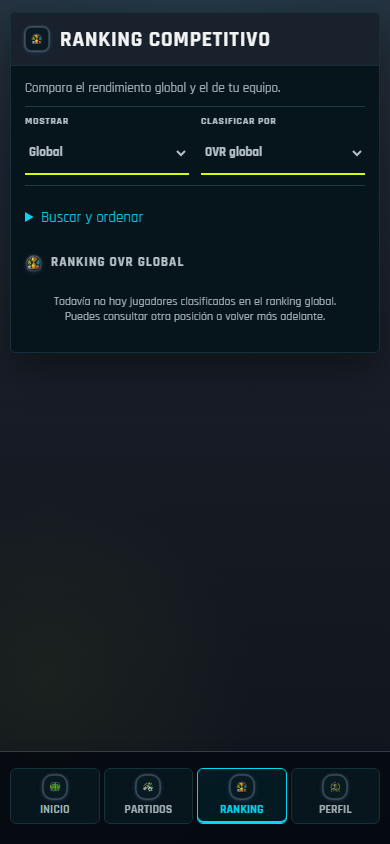 RANKING COMPETITIVO
Compara el rendimiento global y el de tu equipo.
MOSTRAR
CLASIFICAR POR
Global
OVR global
Buscar y ordenar
RANKING OVR GLOBAL
Todavía no hay jugadores clasificados en el ranking global.
Puedes consultar otra posición o volver más adelante.
INICIO
PARTIDOS
RANKING
PERFIL